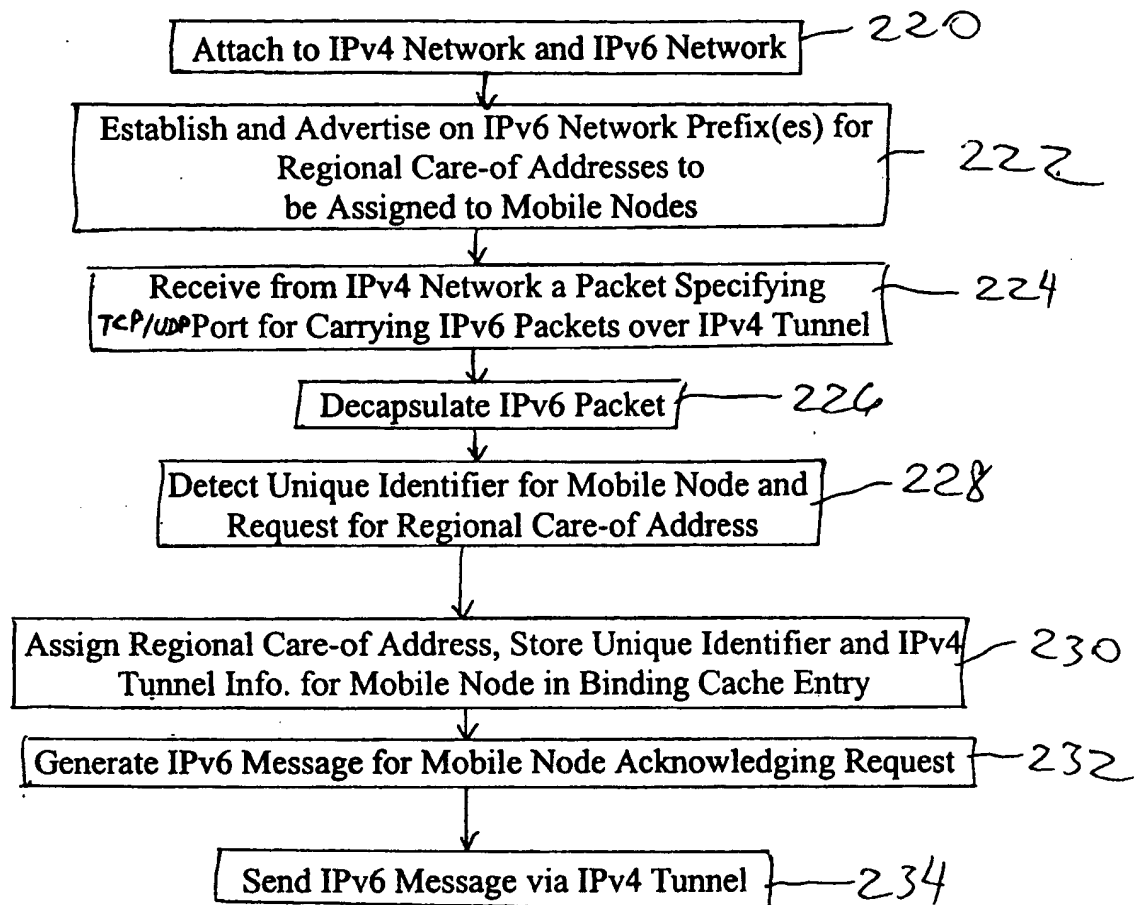 Attach to IPv4 Network and IPv6 Network
220
Establish and Advertise on IPv6 Network Prefix(es) for
Regional Care-of Addresses to
be Assigned to Mobile Nodes
222
Receive from IPv4 Network a Packet Specifying
TCP/UDP Port for Carrying IPv6 Packets over IPv4 Tunnel
224
Decapsulate IPv6 Packet
226
Detect Unique Identifier for Mobile Node and
Request for Regional Care-of Address
228
Assign Regional Care-of Address, Store Unique Identifier and IPv4
Tunnel Info. for Mobile Node in Binding Cache Entry
230
Generate IPv6 Message for Mobile Node Acknowledging Request
232
Send IPv6 Message via IPv4 Tunnel
234